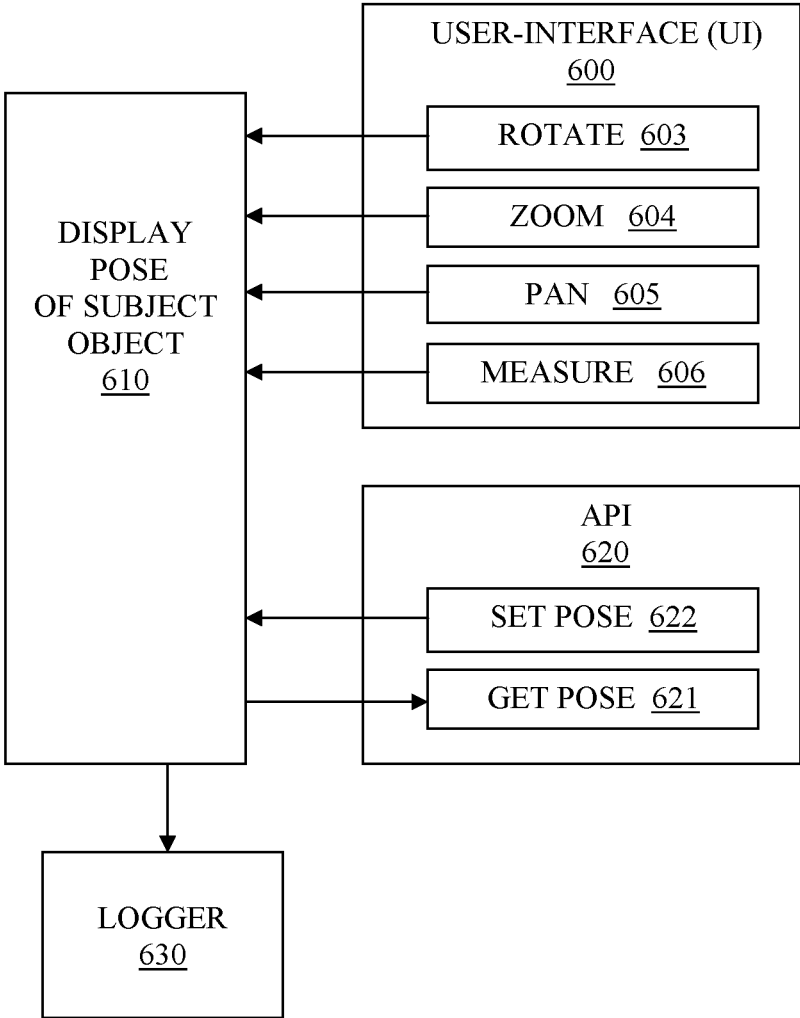 USER-INTERFACE (UI)
600
ROTATE 603
ZOOM 604
PAN 605
MEASURE 606
DISPLAY
POSE
OF SUBJECT
OBJECT
610
API
620
SET POSE 622
GET POSE 621
LOGGER
630